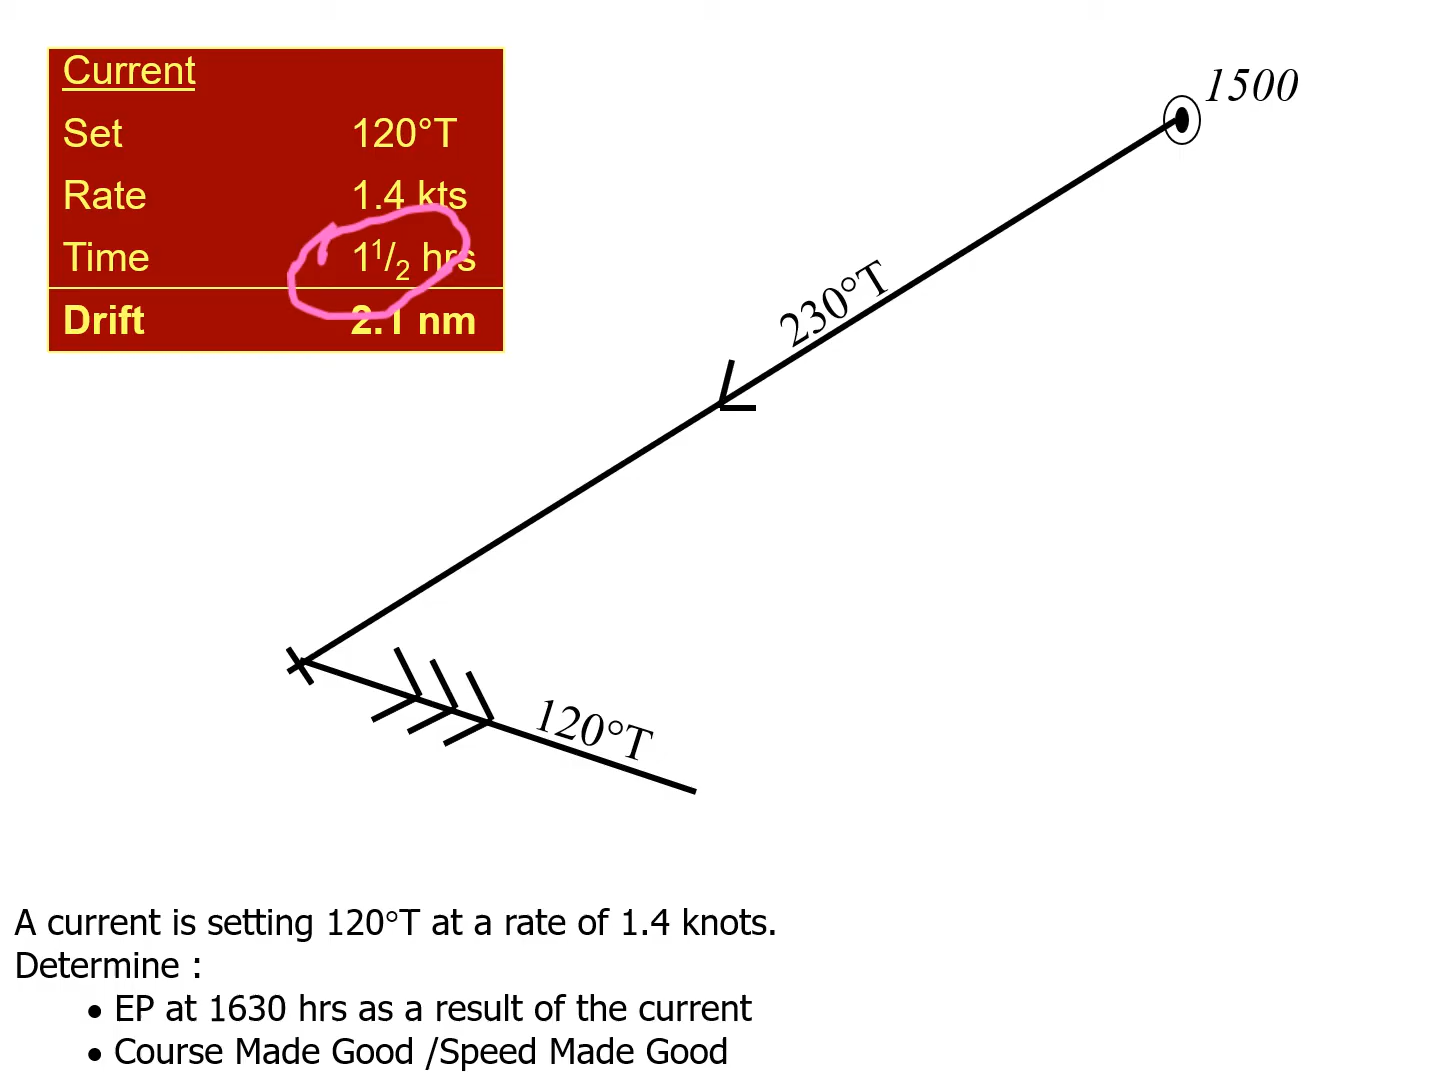 Current
Set 120°T
Rate 1.4 kts
Time 1 1/2 hrs
Drift 2.1 nm
1500
230°T
120°T
A current is setting 120°T at a rate of 1.4 knots.
Determine :
• EP at 1630 hrs as a result of the current
• Course Made Good /Speed Made Good